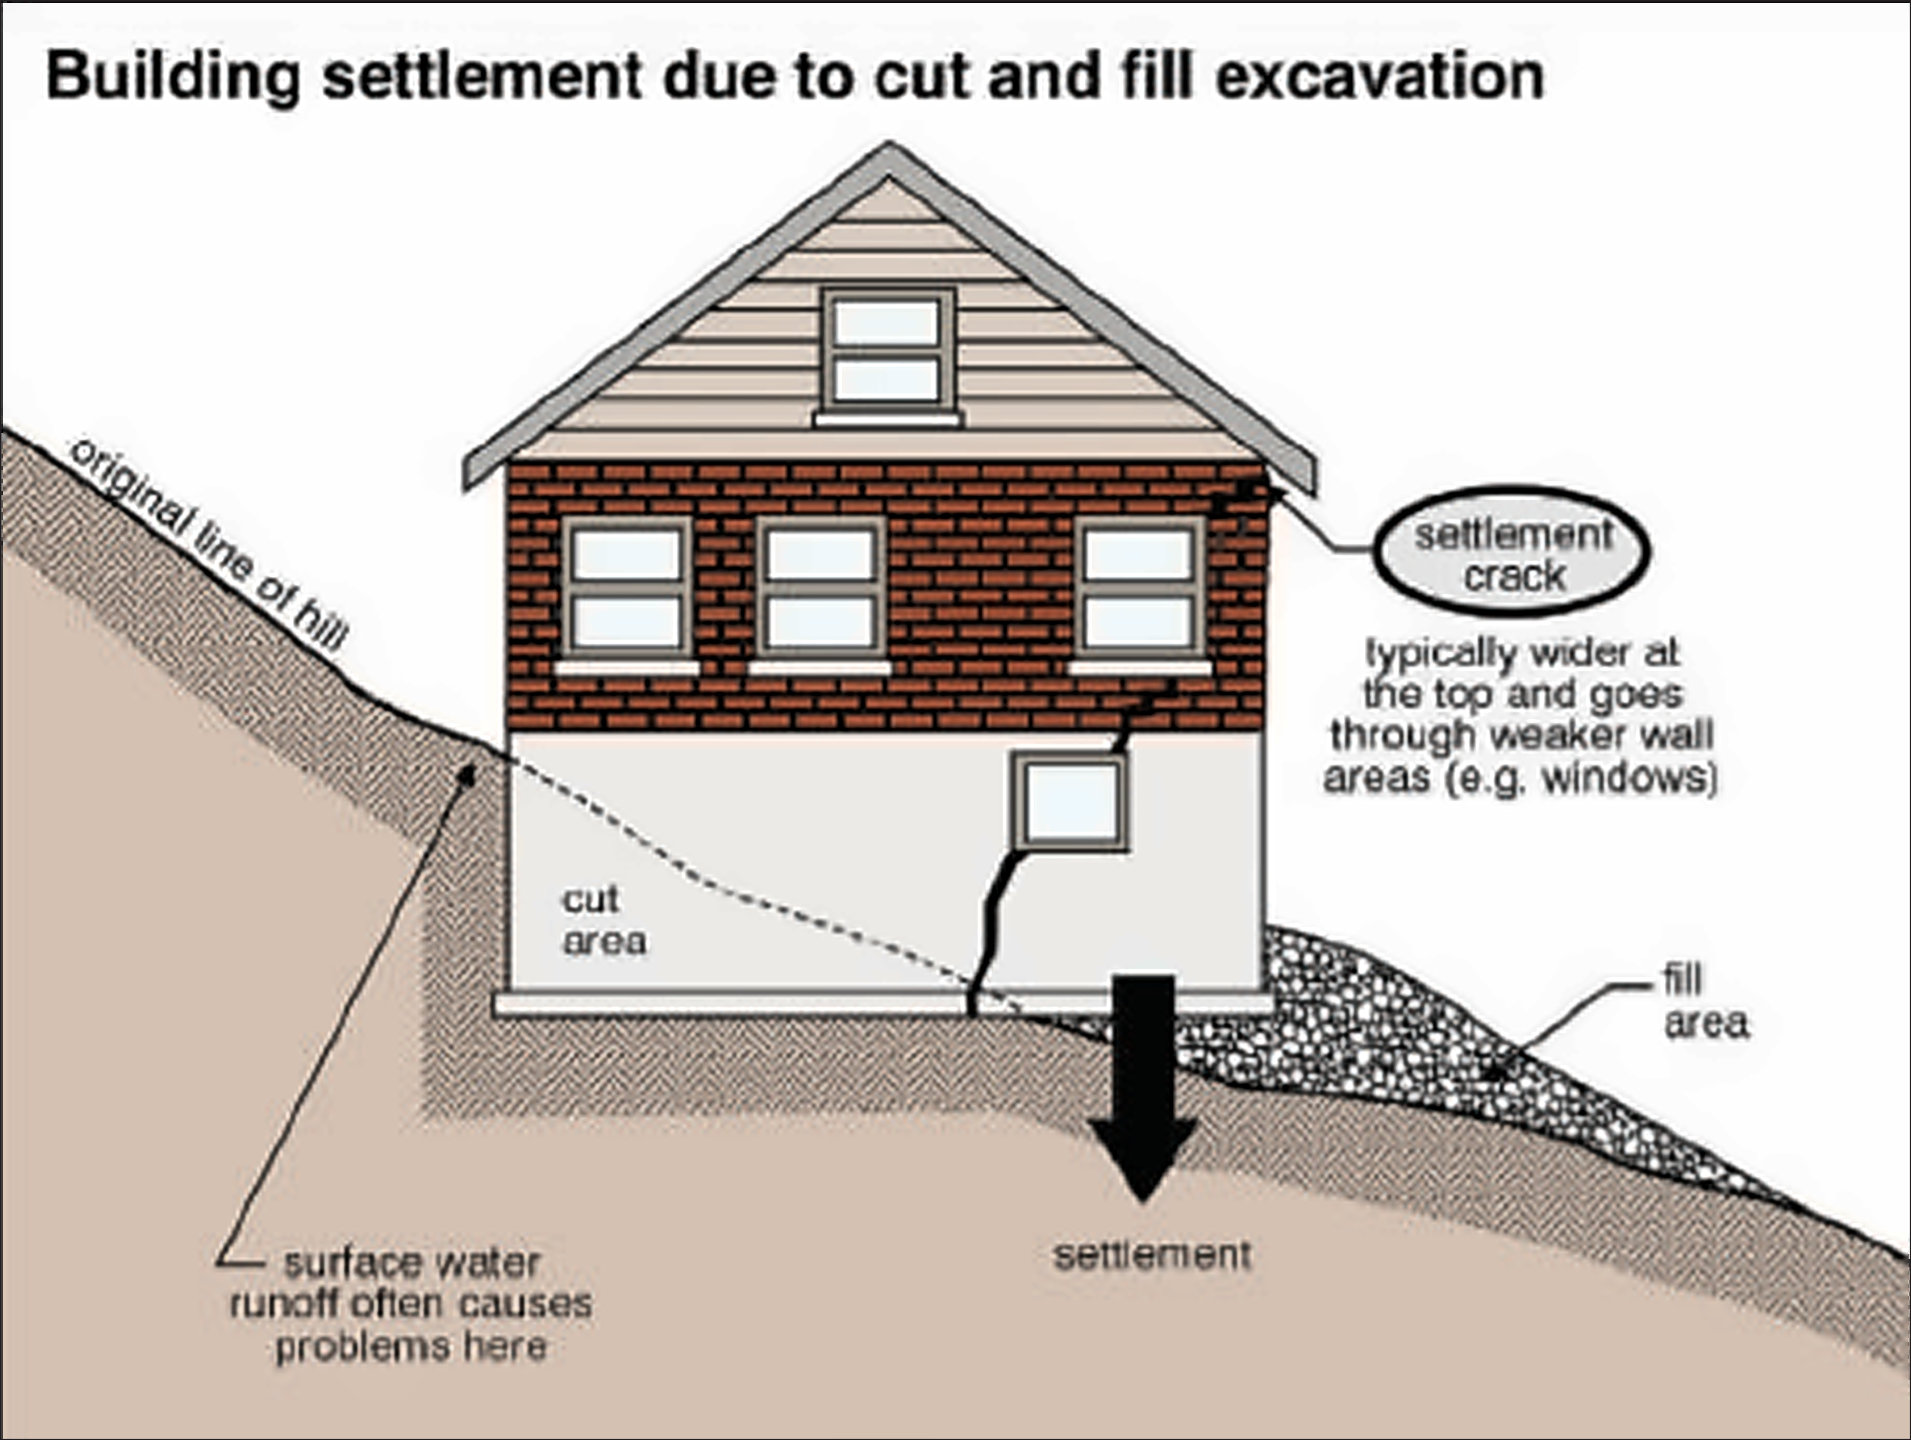 Building settlement due to cut and fill excavation
original line of hill
settlement
crack
typically wider at
the top and goes
through weaker wall
areas (e.g. windows)
cut
area
fill
area
settlement
surface water
runoff often causes
problems here